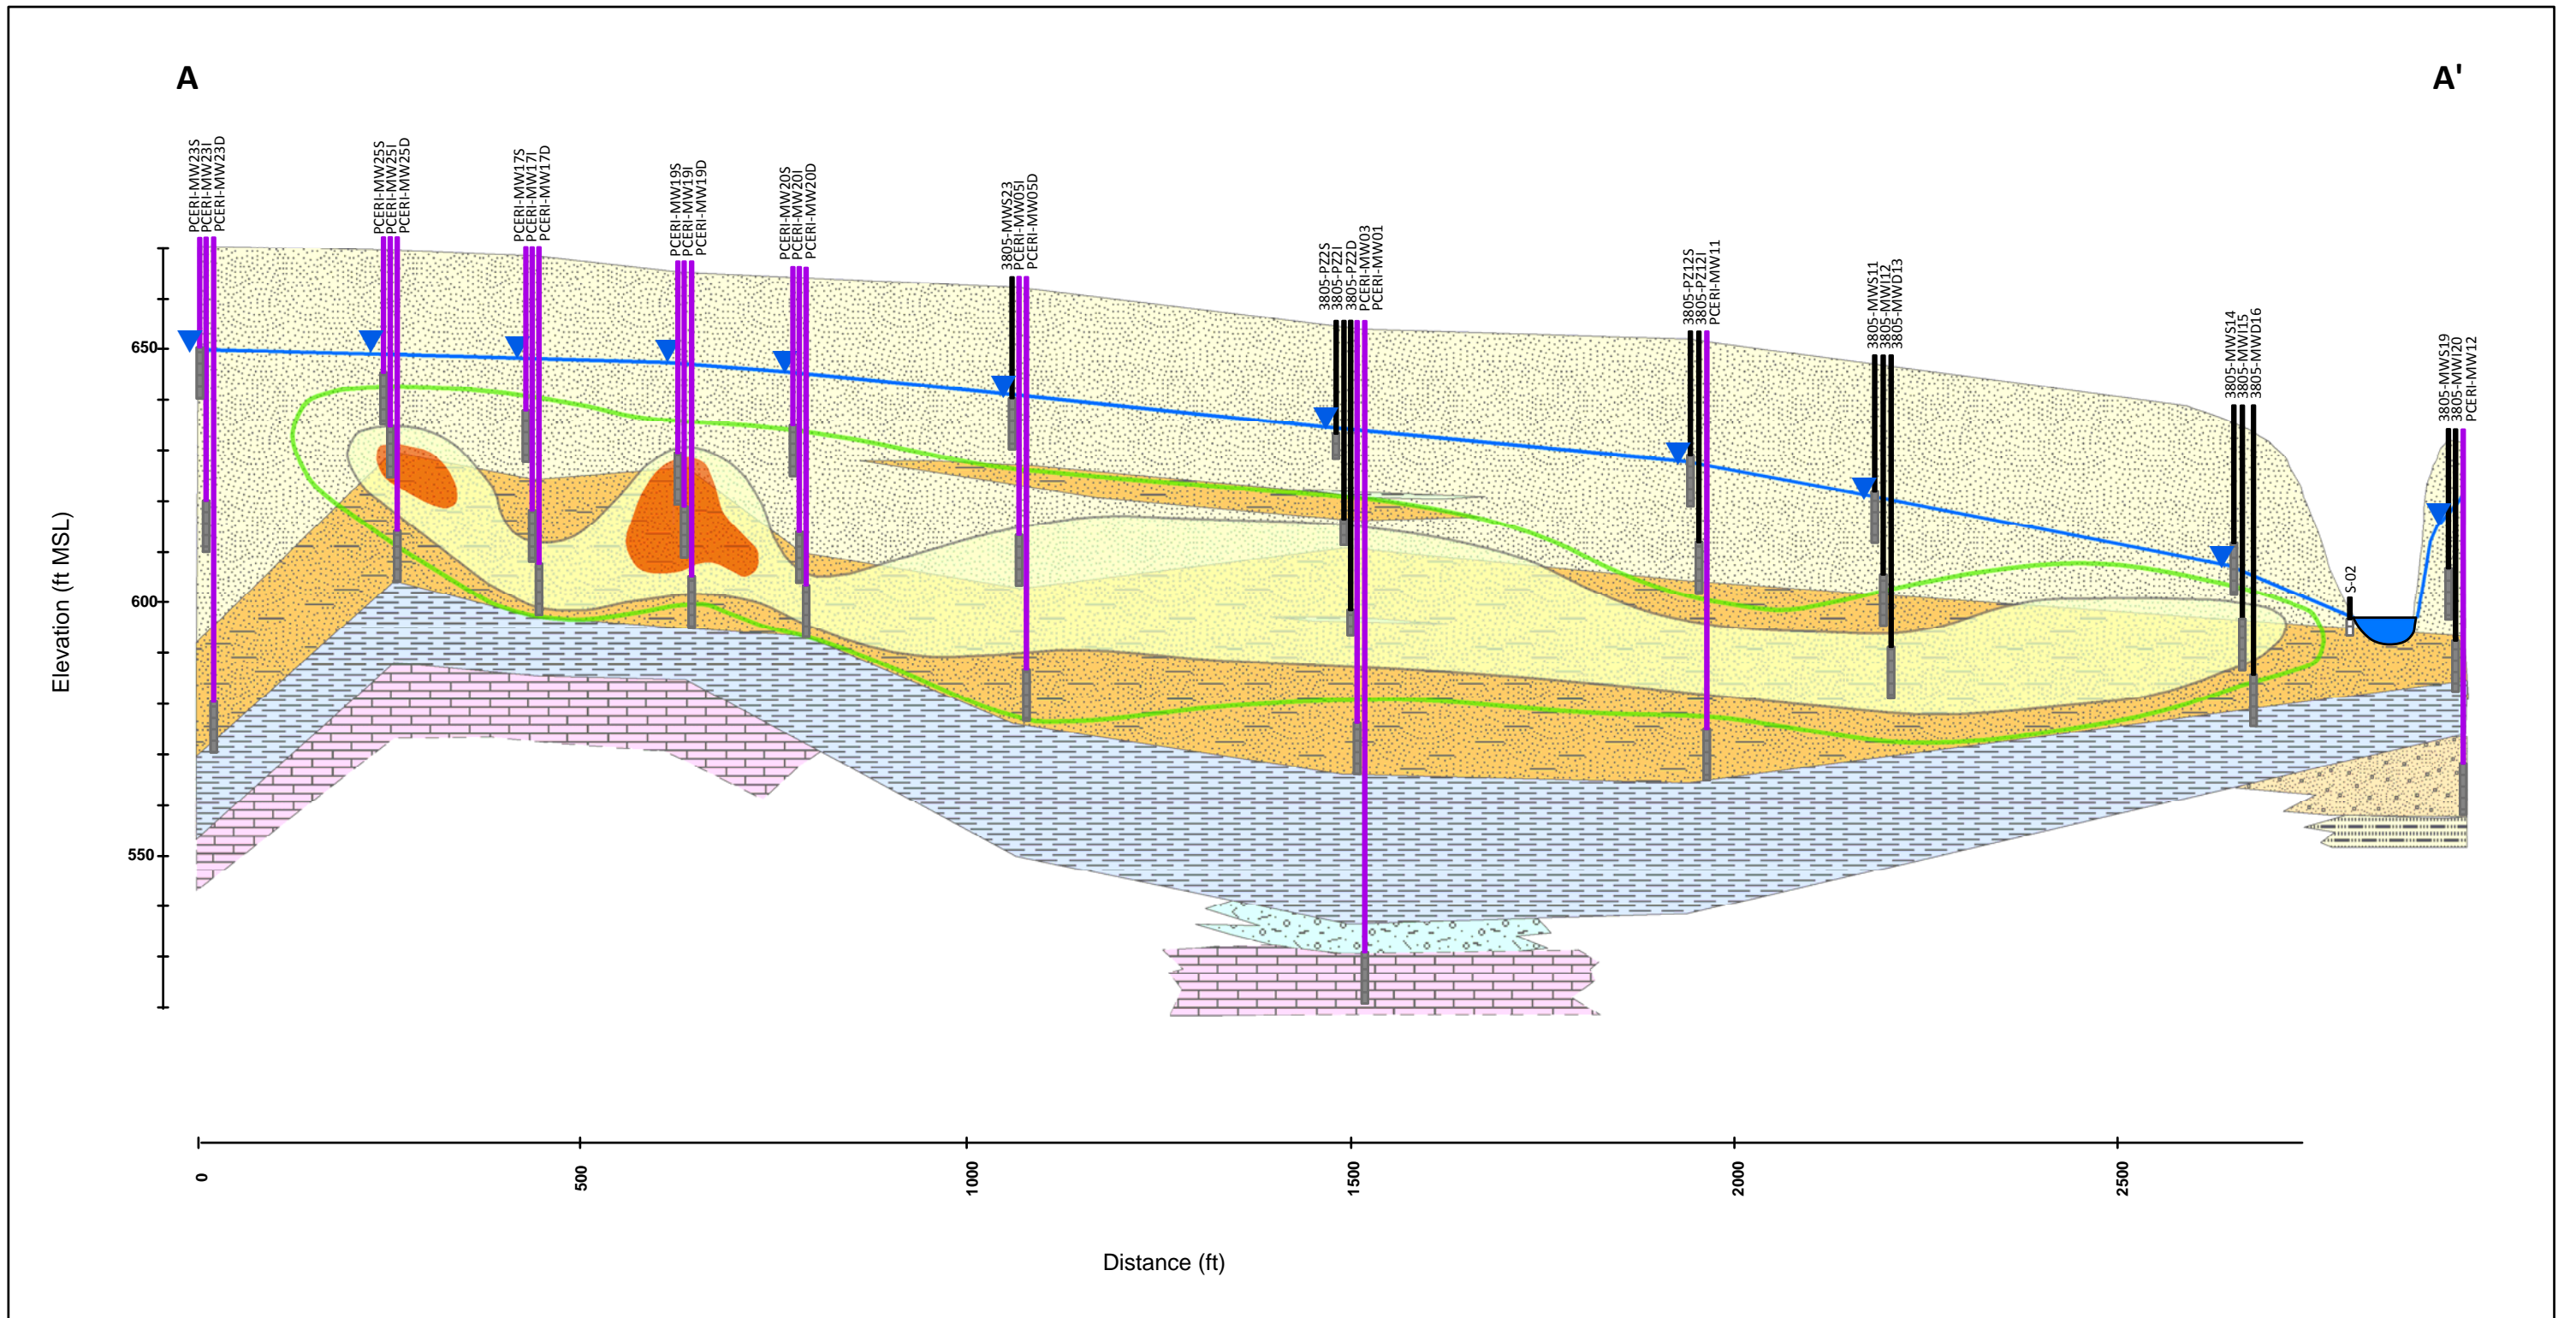 A
A'
PCERI-MW23S
PCERI-MW23I
PCERI-MW23D
PCERI-MW25S
PCERI-MW25I
PCERI-MW25D
PCERI-MW17S
PCERI-MW17I
PCERI-MW17D
PCERI-MW19S
PCERI-MW19I
PCERI-MW19D
PCERI-MW20S
PCERI-MW20I
PCERI-MW20D
3805-MWS23
PCERI-MW05I
PCERI-MW05D
3805-PZ2S
3805-PZ2I
3805-PZ2D
PCERI-MW03
PCERI-MW01
3805-PZ12S
3805-PZ12I
PCERI-MW11
3805-MWS11
3805-MWI12
3805-MWD13
3805-MWS14
3805-MWI15
3805-MWD16
S-02
3805-MWS19
3805-MWI20
PCERI-MW12
Elevation (ft MSL)
650
600
550
0
500
1000
1500
2000
2500
Distance (ft)